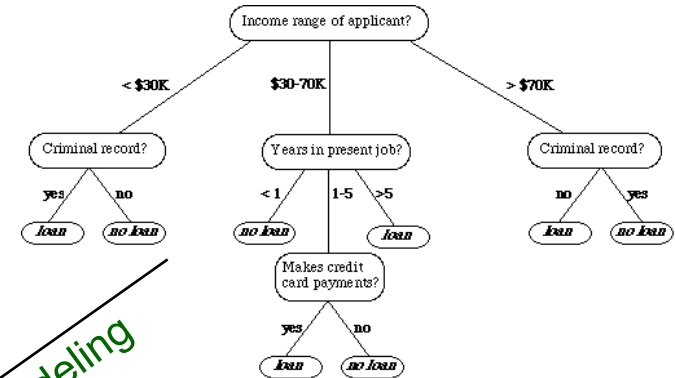 Income range of applicant?
< $30K
$30-70K
> $70K
Criminal record?
Years in present job?
Criminal record?
yes
no
< 1
1-5
>5
no
yes
loan
no loan
no loan
loan
loan
no loan
Makes credit
card payments?
yes
no
loan
no loan
deling